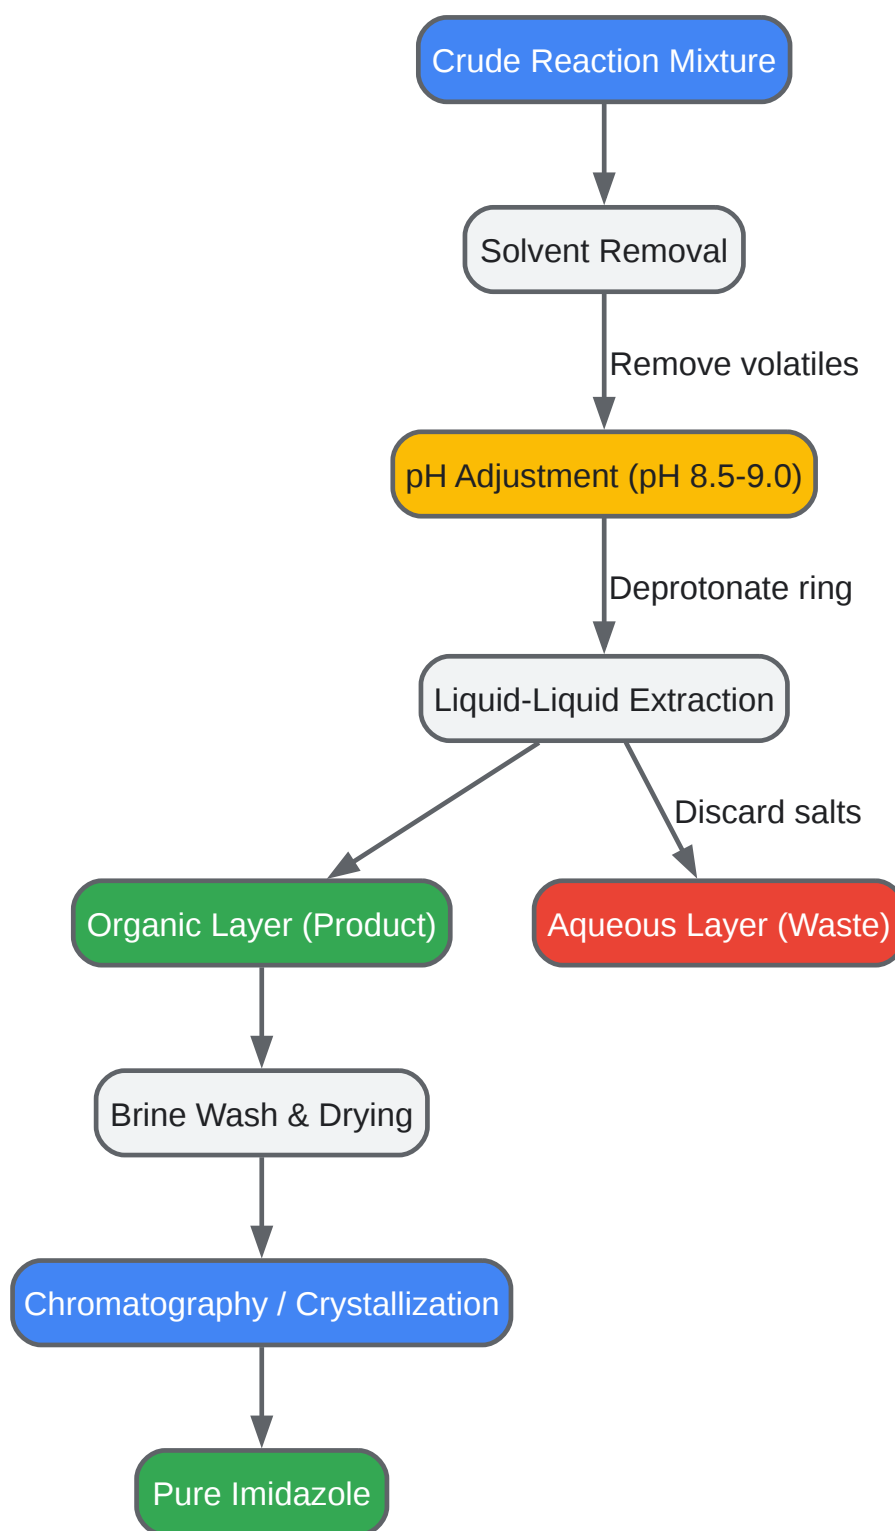 Crude Reaction Mixture
Solvent Removal
Remove volatiles
pH Adjustment (pH 8.5-9.0)
Deprotonate ring
Liquid-Liquid Extraction
Discard salts
Organic Layer (Product)
Aqueous Layer (Waste)
Brine Wash & Drying
Chromatography / Crystallization
Pure Imidazole